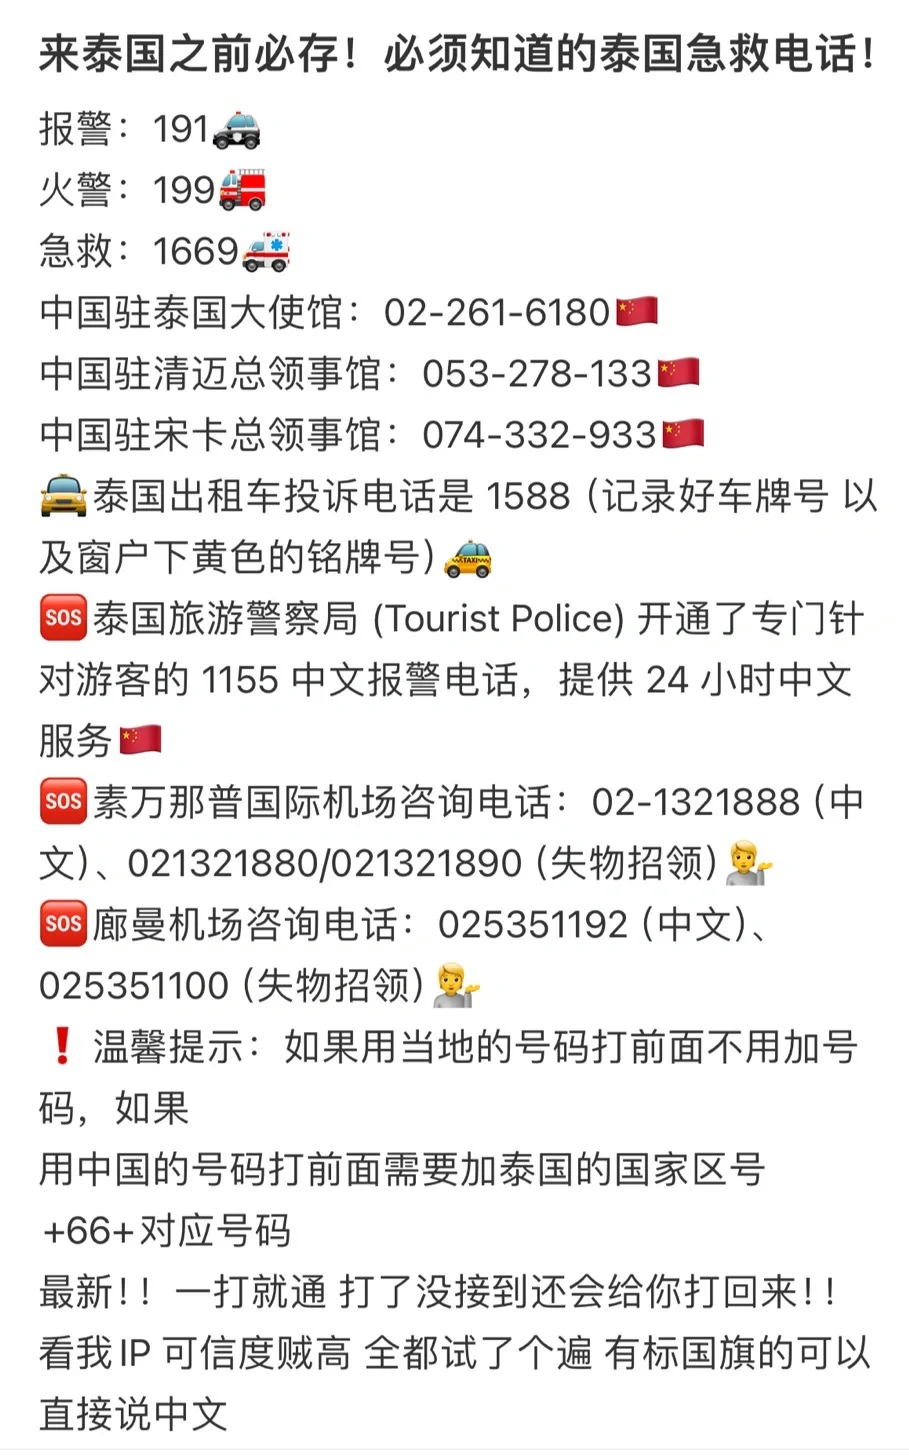 来泰国之前必存！必须知道的泰国急救电话！
报警：191🚓
火警：199🚒
急救：1669🚑
中国驻泰国大使馆：02-261-6180🇨🇳
中国驻清迈总领事馆：053-278-133🇨🇳
中国驻宋卡总领事馆：074-332-933🇨🇳
🚖泰国出租车投诉电话是 1588（记录好车牌号 以
及窗户下黄色的铭牌号）🚕
🆘泰国旅游警察局 (Tourist Police) 开通了专门针
对游客的 1155 中文报警电话，提供 24 小时中文
服务🇨🇳
🆘素万那普国际机场咨询电话：02-1321888（中
文）、021321880/021321890（失物招领）💁
🆘廊曼机场咨询电话：025351192（中文）、
025351100（失物招领）💁
❗温馨提示：如果用当地的号码打前面不用加号
码，如果
用中国的号码打前面需要加泰国的国家区号
+66+对应号码
最新！！一打就通 打了没接到还会给你打回来！！
看我IP 可信度贼高 全都试了个遍 有标国旗的可以
直接说中文